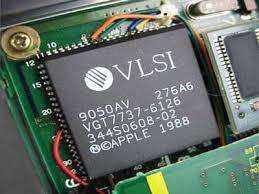 VLSI
9050AV 276A6
VGT7737-6126
344S0608-02
Ⓜ©APPLE 1988